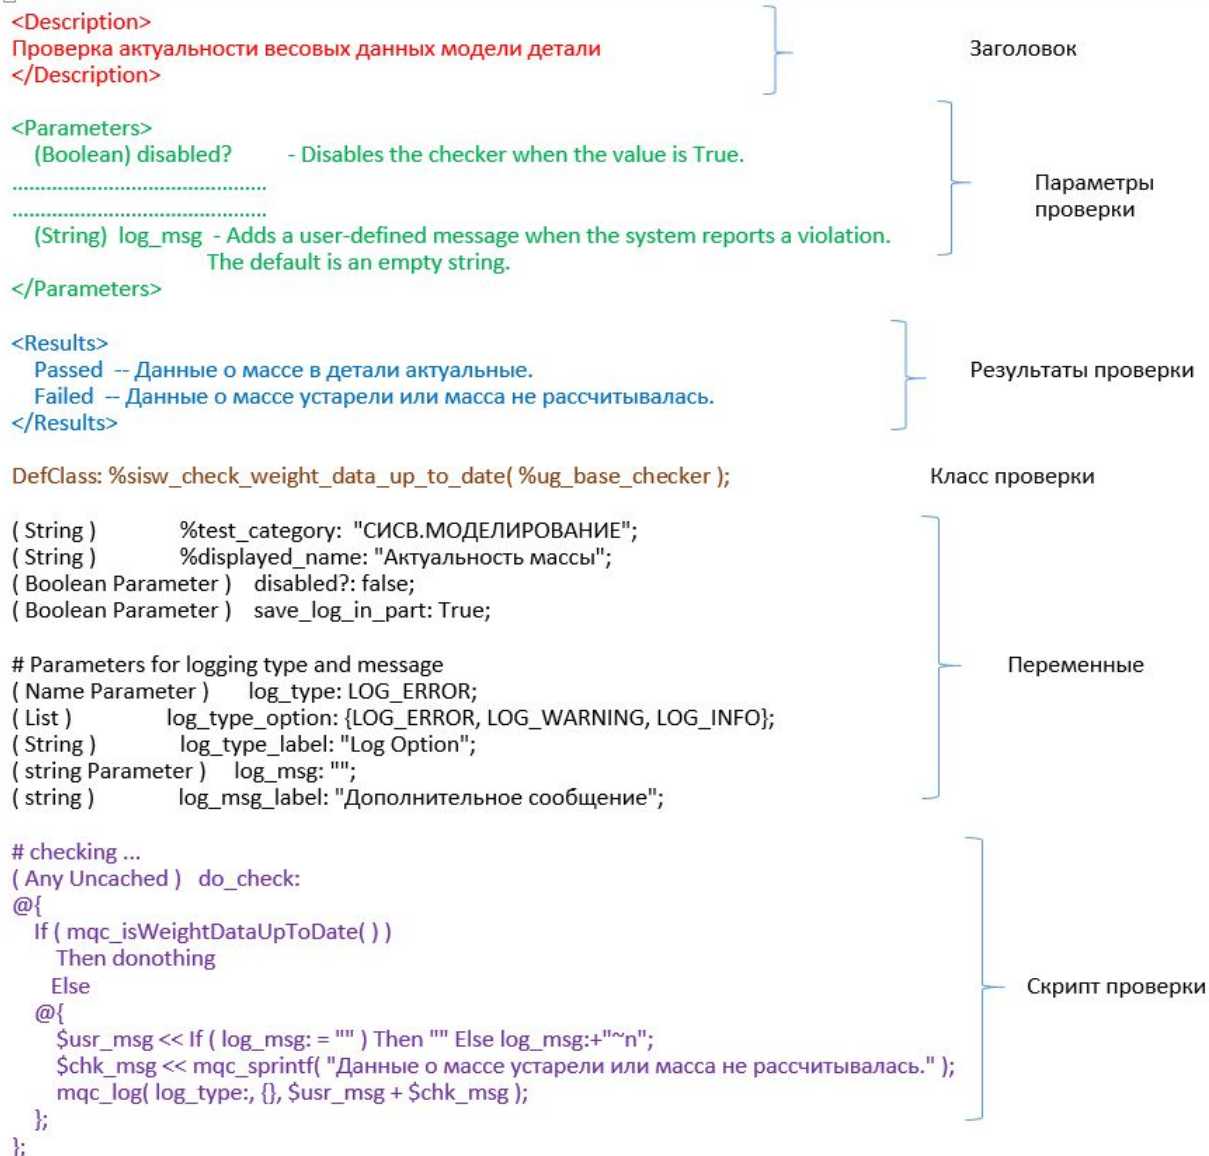 <Description>
Проверка актуальности весовых данных модели детали
</Description>
Заголовок
<Parameters>
(Boolean) disabled? - Disables the checker when the value is True.
..............................................
..............................................
(String) log_msg - Adds a user-defined message when the system reports a violation.
The default is an empty string.
</Parameters>
Параметры
проверки
<Results>
Passed -- Данные о массе в детали актуальные.
Failed -- Данные о массе устарели или масса не рассчитывалась.
</Results>
Результаты проверки
DefClass: %sisw_check_weight_data_up_to_date( %ug_base_checker );
Класс проверки
( String ) %test_category: "СИСВ.МОДЕЛИРОВАНИЕ";
( String ) %displayed_name: "Актуальность массы";
( Boolean Parameter ) disabled?: false;
( Boolean Parameter ) save_log_in_part: True;
# Parameters for logging type and message
( Name Parameter ) log_type: LOG_ERROR;
( List ) log_type_option: {LOG_ERROR, LOG_WARNING, LOG_INFO};
( String ) log_type_label: "Log Option";
( string Parameter ) log_msg: "";
( string ) log_msg_label: "Дополнительное сообщение";
Переменные
# checking ...
( Any Uncached ) do_check:
@{
If ( mqc_isWeightDataUpToDate( ) )
Then donothing
Else
@{
$usr_msg << If ( log_msg: = "" ) Then "" Else log_msg:+"~n";
$chk_msg << mqc_sprintf( "Данные о массе устарели или масса не рассчитывалась." );
mqc_log( log_type:, {}, $usr_msg + $chk_msg );
};
};
Скрипт проверки